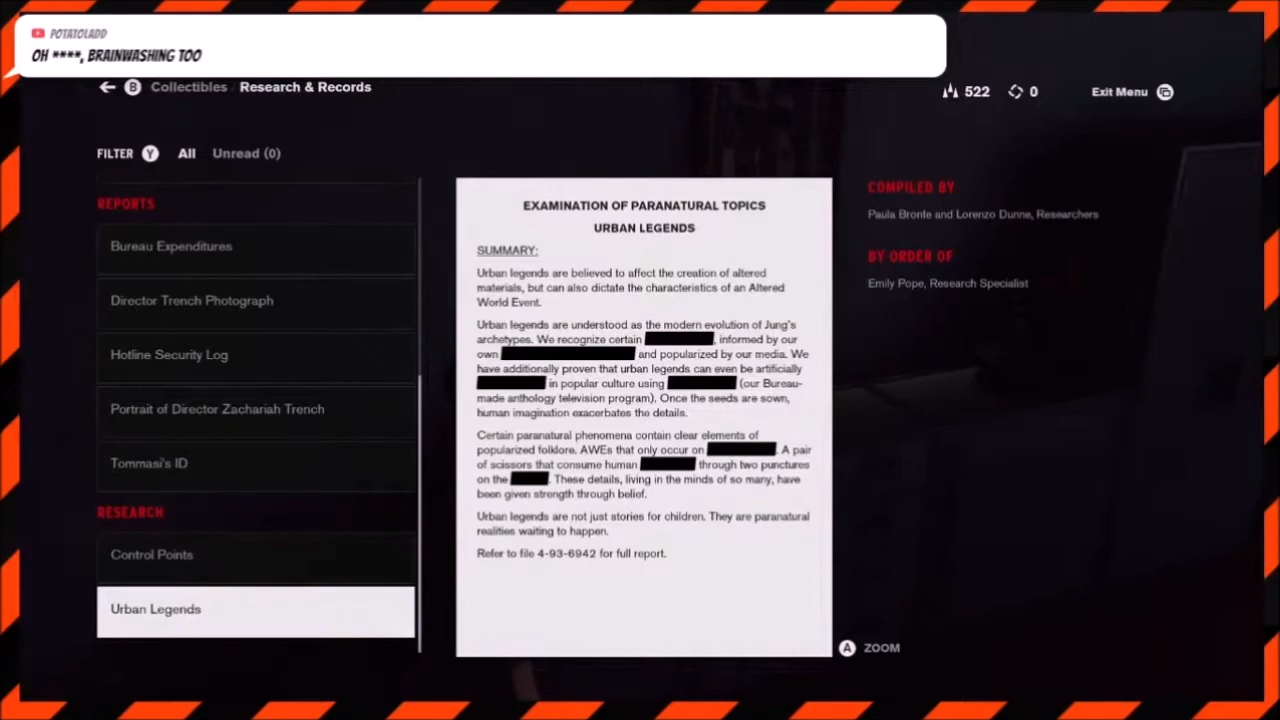 POTATOLADD
OH ****, BRAINWASHING TOO
B Collectibles / Research & Records
522 0 Exit Menu
FILTER Y All Unread (0)
REPORTS
Bureau Expenditures
Director Trench Photograph
Hotline Security Log
Portrait of Director Zachariah Trench
Tommasi's ID
RESEARCH
Control Points
Urban Legends
EXAMINATION OF PARANATURAL TOPICS
URBAN LEGENDS
SUMMARY:
Urban legends are believed to affect the creation of altered
materials, but can also dictate the characteristics of an Altered
World Event.
Urban legends are understood as the modern evolution of Jung's
archetypes. We recognize certain , informed by our
own and popularized by our media. We
have additionally proven that urban legends can even be artificially
in popular culture using (our Bureau-
made anthology television program). Once the seeds are sown,
human imagination exacerbates the details.
Certain paranatural phenomena contain clear elements of
popularized folklore. AWEs that only occur on . A pair
of scissors that consume human through two punctures
on the . These details, living in the minds of so many, have
been given strength through belief.
Urban legends are not just stories for children. They are paranatural
realities waiting to happen.
Refer to file 4-93-6942 for full report.
COMPILED BY
Paula Bronte and Lorenzo Dunne, Researchers
BY ORDER OF
Emily Pope, Research Specialist
A ZOOM